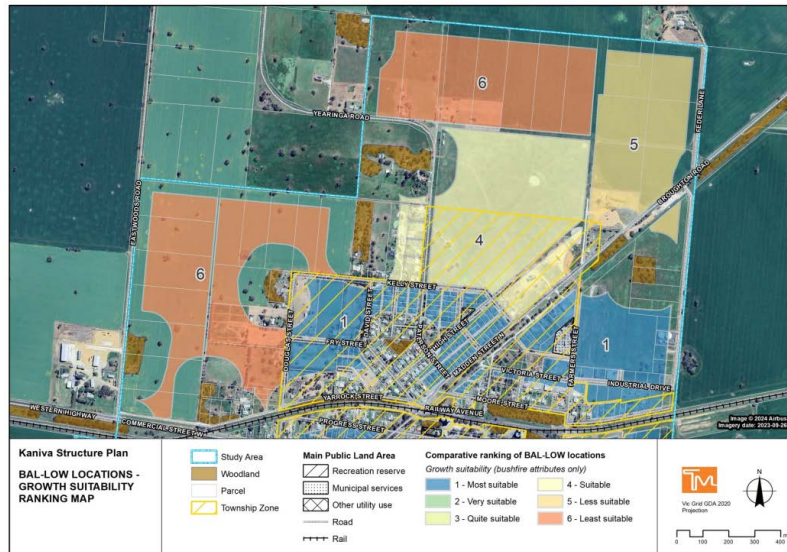 6
YEARINGA ROAD
FEDER LANE
5
BROUGHTON ROAD
EASTWOODS ROAD
4
6
KELLY STREET
DAVID STREET
1
FRY STREET
HIGH STREET
MADDEN STREET N
DOUGLAS STREET
VICTORIA STREET
FARMERS STREET
1
INDUSTRIAL DRIVE
YARROCK STREET
MOORE STREET
RAILWAY AVENUE
WESTERN HIGHWAY
COMMERCIAL STREET W
PROGRESS STREET
Image © 2024 Airbus
Imagery date: 2023-09-26
Kaniva Structure Plan
BAL-LOW LOCATIONS -
GROWTH SUITABILITY
RANKING MAP
Study Area
Woodland
Parcel
Township Zone
Main Public Land Area
Recreation reserve
Municipal services
Other utility use
Road
Rail
Comparative ranking of BAL-LOW locations
Growth suitability (bushfire attributes only)
1 - Most suitable
2 - Very suitable
3 - Quite suitable
4 - Suitable
5 - Less suitable
6 - Least suitable
TM
Vic Grid GDA 2020
Projection
N
0 100 200 300 400 m